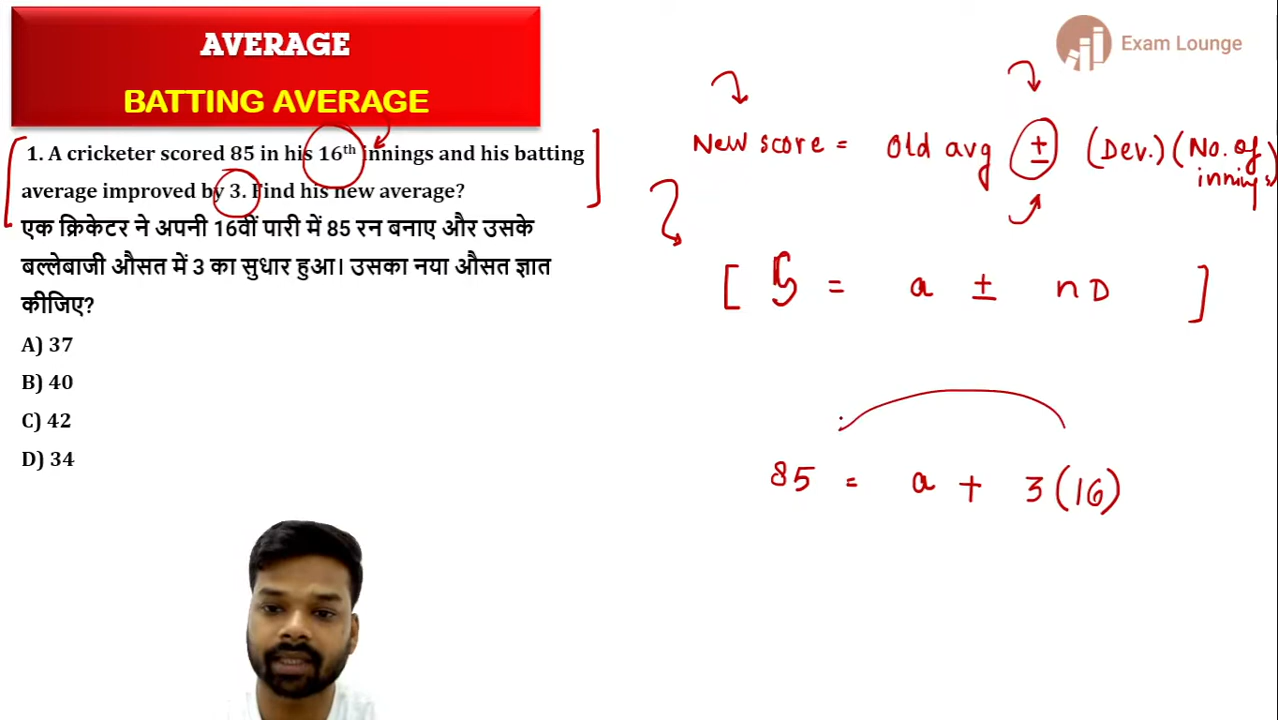 AVERAGE
BATTING AVERAGE
Exam Lounge
1. A cricketer scored 85 in his 16th innings and his batting
average improved by 3. Find his new average?
एक क्रिकेटर ने अपनी 16वीं पारी में 85 रन बनाए और उसके
बल्लेबाजी औसत में 3 का सुधार हुआ। उसका नया औसत ज्ञात
कीजिए?
A) 37
B) 40
C) 42
D) 34
New score = Old avg ± (Dev.) (No. of
innings)
[ S = a ± nD ]
85 = a + 3(16)